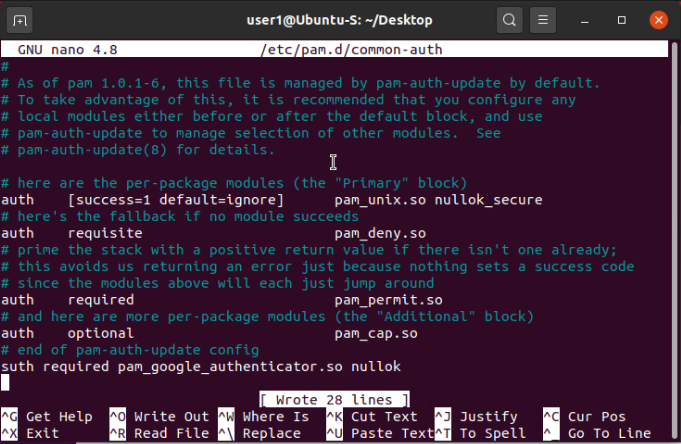 user1@Ubuntu-S: ~/Desktop
GNU nano 4.8 /etc/pam.d/common-auth
#
# As of pam 1.0.1-6, this file is managed by pam-auth-update by default.
# To take advantage of this, it is recommended that you configure any
# local modules either before or after the default block, and use
# pam-auth-update to manage selection of other modules.  See
# pam-auth-update(8) for details.
# here are the per-package modules (the "Primary" block)
auth    [success=1 default=ignore]      pam_unix.so nullok_secure
# here's the fallback if no module succeeds
auth    requisite                       pam_deny.so
# prime the stack with a positive return value if there isn't one already;
# this avoids us returning an error just because nothing sets a success code
# since the modules above will each just jump around
auth    required                        pam_permit.so
# and here are more per-package modules (the "Additional" block)
auth    optional                        pam_cap.so
# end of pam-auth-update config
suth required pam_google_authenticator.so nullok
[ Wrote 28 lines ]
^G Get Help  ^O Write Out ^W Where Is  ^K Cut Text  ^J Justify   ^C Cur Pos
^X Exit      ^R Read File ^\ Replace   ^U Paste Text^T To Spell  ^_ Go To Line